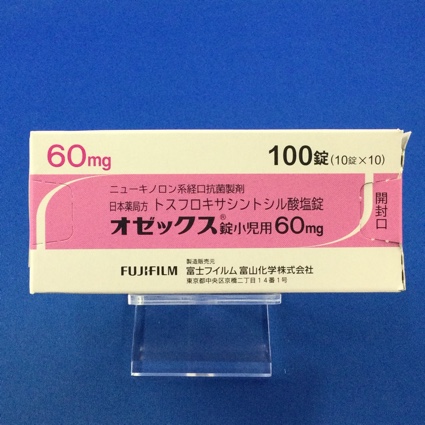 60mg
100錠(10錠×10)
ニューキノロン系経口抗菌製剤
日本薬局方 トスフロキサシントシル酸塩錠
オゼックス®錠小児用60mg
開封口
FUJIFILM
製造販売元
富士フイルム富山化学株式会社
東京都中央区京橋二丁目14番1号